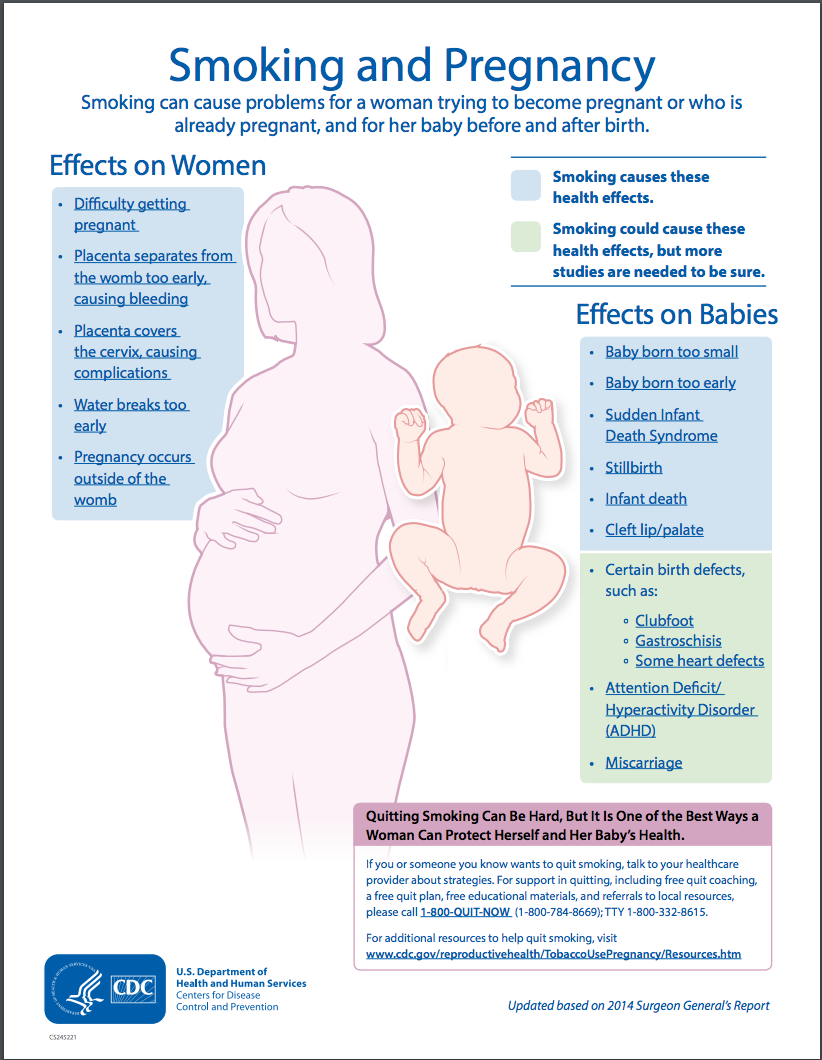 Smoking and Pregnancy
Smoking can cause problems for a woman trying to become pregnant or who is
already pregnant, and for her baby before and after birth.
Effects on Women
• Difficulty getting
pregnant
• Placenta separates from
the womb too early,
causing bleeding
• Placenta covers
the cervix, causing
complications
• Water breaks too
early
• Pregnancy occurs
outside of the
womb
Smoking causes these
health effects.
Smoking could cause these
health effects, but more
studies are needed to be sure.
Effects on Babies
• Baby born too small
• Baby born too early
• Sudden Infant
Death Syndrome
• Stillbirth
• Infant death
• Cleft lip/palate
• Certain birth defects,
such as:
° Clubfoot
° Gastroschisis
° Some heart defects
• Attention Deficit/
Hyperactivity Disorder
(ADHD)
• Miscarriage
Quitting Smoking Can Be Hard, But It Is One of the Best Ways a
Woman Can Protect Herself and Her Baby's Health.
If you or someone you know wants to quit smoking, talk to your healthcare
provider about strategies. For support in quitting, including free quit coaching,
a free quit plan, free educational materials, and referrals to local resources,
please call 1-800-QUIT-NOW (1-800-784-8669); TTY 1-800-332-8615.
For additional resources to help quit smoking, visit
www.cdc.gov/reproductivehealth/TobaccoUsePregnancy/Resources.htm
CDC
U.S. Department of
Health and Human Services
Centers for Disease
Control and Prevention
Updated based on 2014 Surgeon General's Report
CS245221